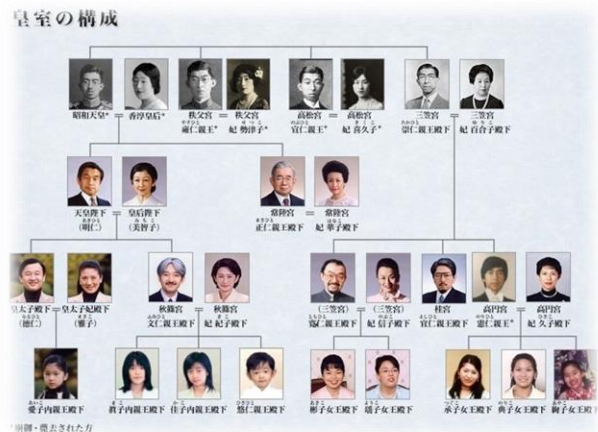 皇室の構成
昭和天皇* 香淳皇后* 秩父宮 秩父宮 高松宮 高松宮 三笠宮 三笠宮
雍仁親王* 妃 勢津子* 宣仁親王* 妃 喜久子* 崇仁親王殿下 妃 百合子殿下
天皇陛下 皇后陛下 常陸宮 常陸宮
(明仁) (美智子) 正仁親王殿下 妃 華子殿下
皇太子殿下 皇太子妃殿下 秋篠宮 秋篠宮 (三笠宮) (三笠宮) 桂宮 高円宮 高円宮
(徳仁) (雅子) 文仁親王殿下 妃 紀子殿下 寛仁親王殿下 妃 信子殿下 宜仁親王殿下 憲仁親王* 妃 久子殿下
愛子内親王殿下 眞子内親王殿下 佳子内親王殿下 悠仁親王殿下 彬子女王殿下 瑶子女王殿下 承子女王殿下 典子女王殿下 絢子女王殿下
*崩御・薨去された方